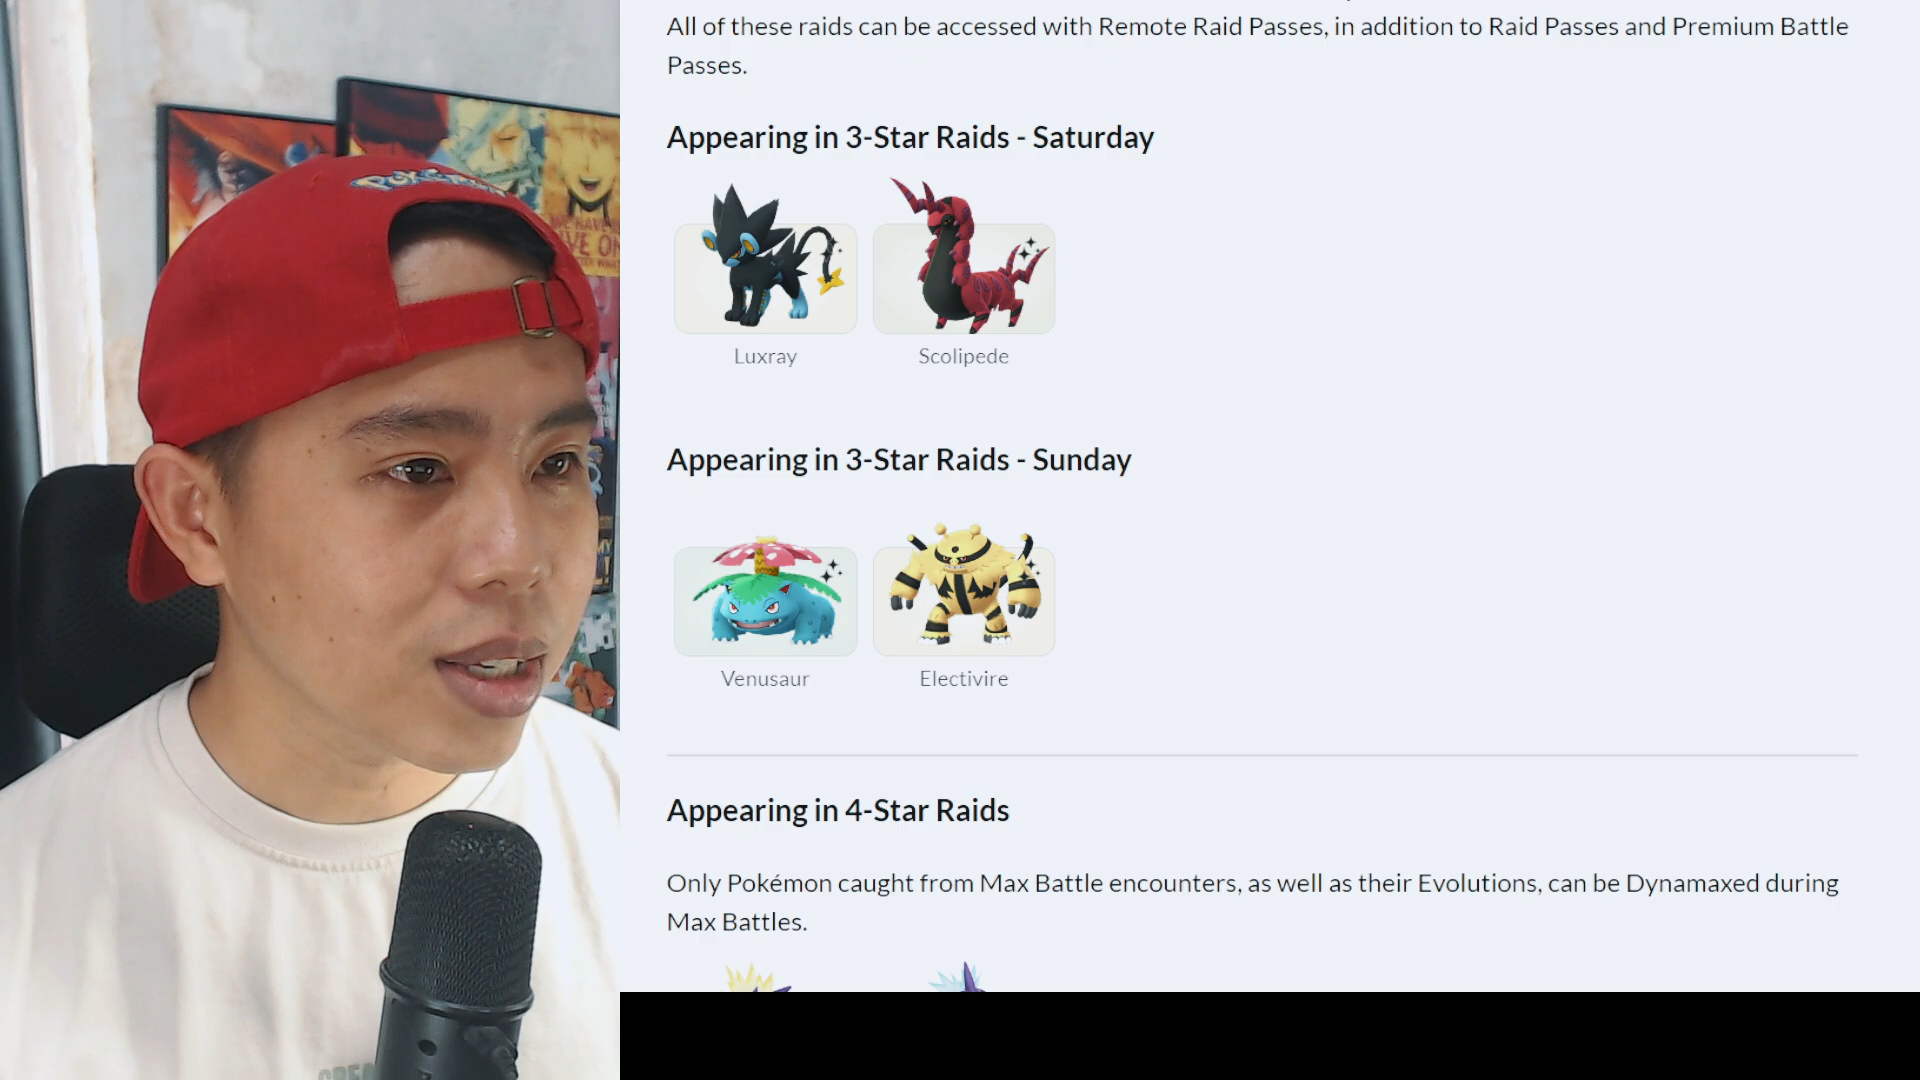 All of these raids can be accessed with Remote Raid Passes, in addition to Raid Passes and Premium Battle
Passes.
Appearing in 3-Star Raids - Saturday
Luxray
Scolipede
Appearing in 3-Star Raids - Sunday
Venusaur
Electivire
Appearing in 4-Star Raids
Only Pokémon caught from Max Battle encounters, as well as their Evolutions, can be Dynamaxed during
Max Battles.